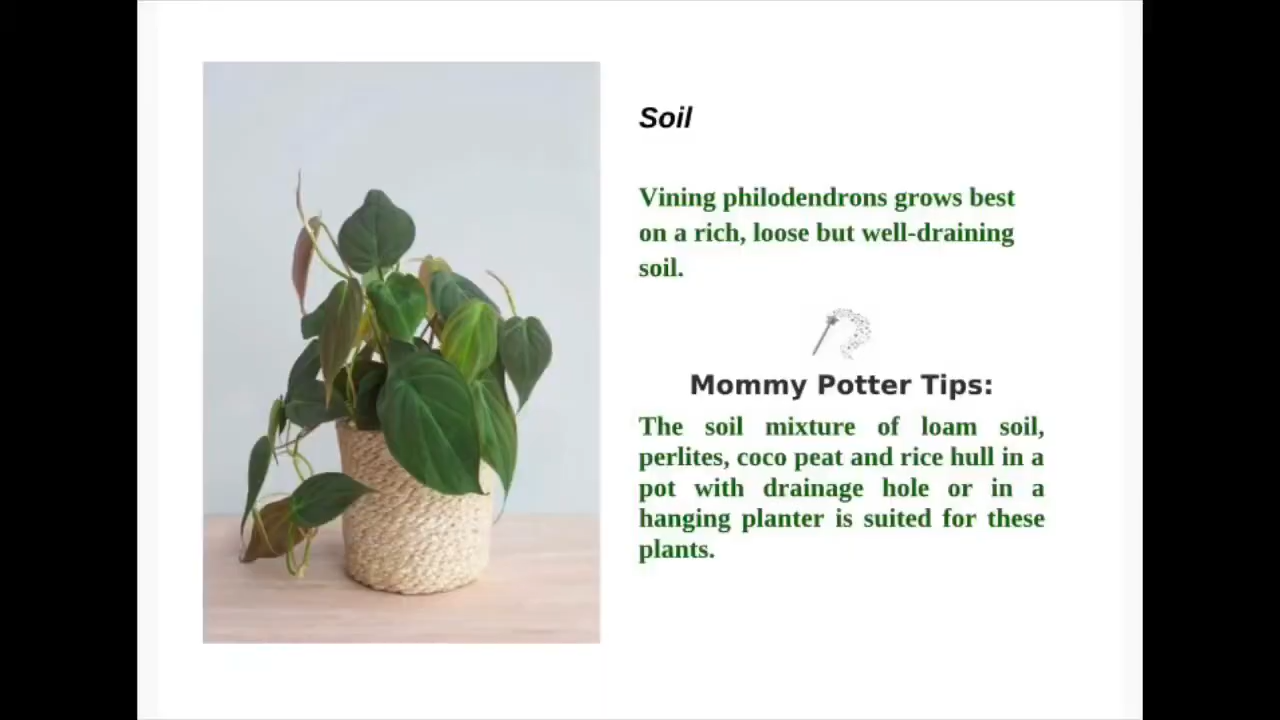 Soil
Vining philodendrons grows best
on a rich, loose but well-draining
soil.
Mommy Potter Tips:
The soil mixture of loam soil,
perlites, coco peat and rice hull in a
pot with drainage hole or in a
hanging planter is suited for these
plants.